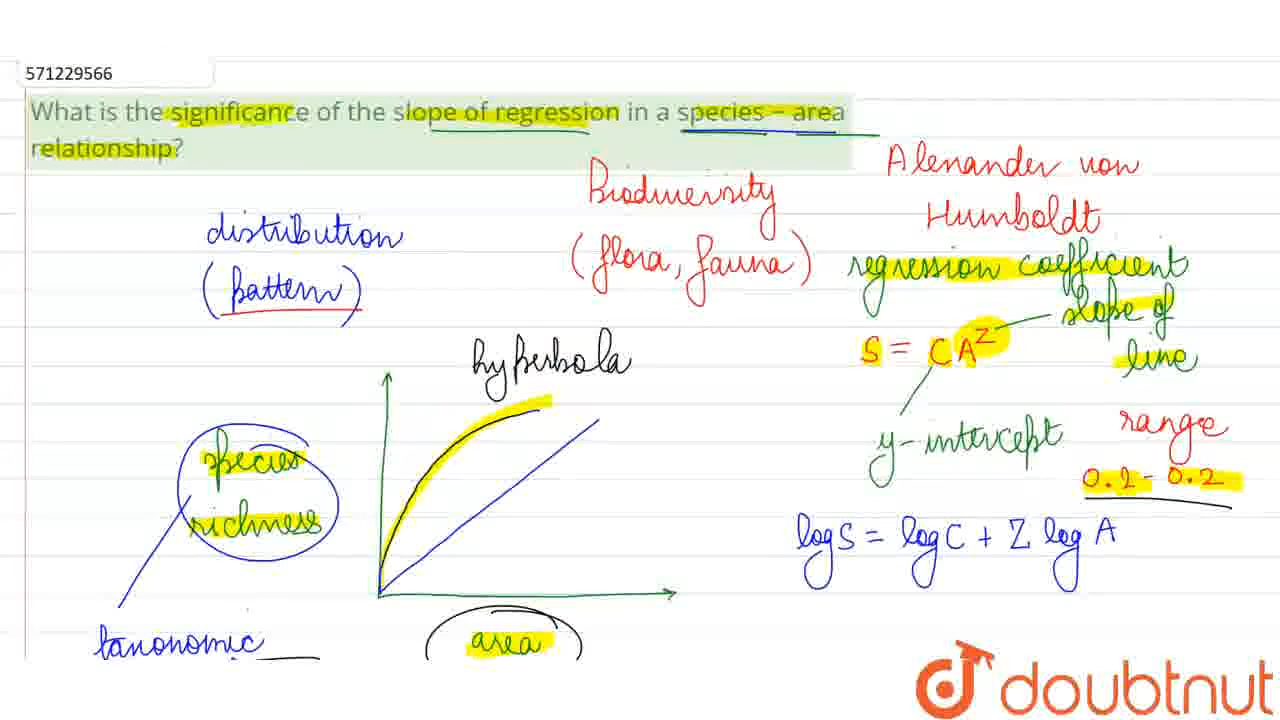 571229566
What is the significance of the slope of regression in a species – area
relationship?
Alenander von
Humboldt
Biodiversity
(flora, fauna)
distribution
(pattern)
regression coefficient
slope of
line
S = CA^Z
y-intercept
range
0.2 - 0.2
log S = log C + Z log A
hyperbola
species
richness
area
tanonomic
doubtnut